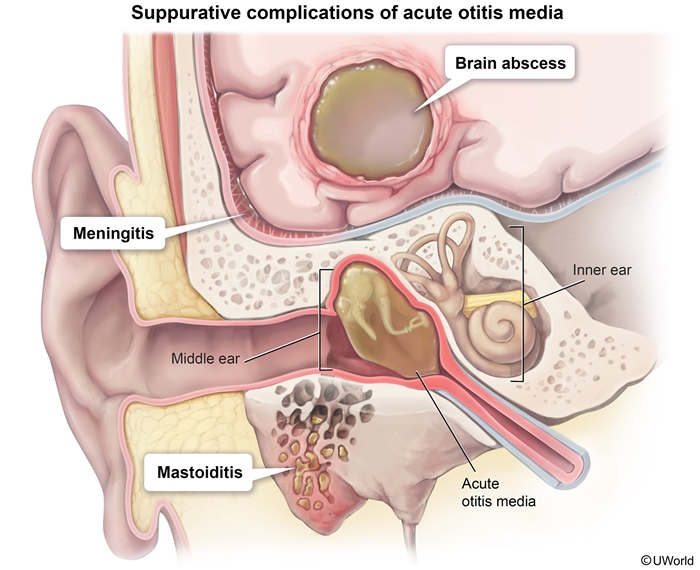 Suppurative complications of acute otitis media
Brain abscess
Meningitis
Inner ear
Middle ear
Mastoiditis
Acute
otitis media
©UWorld